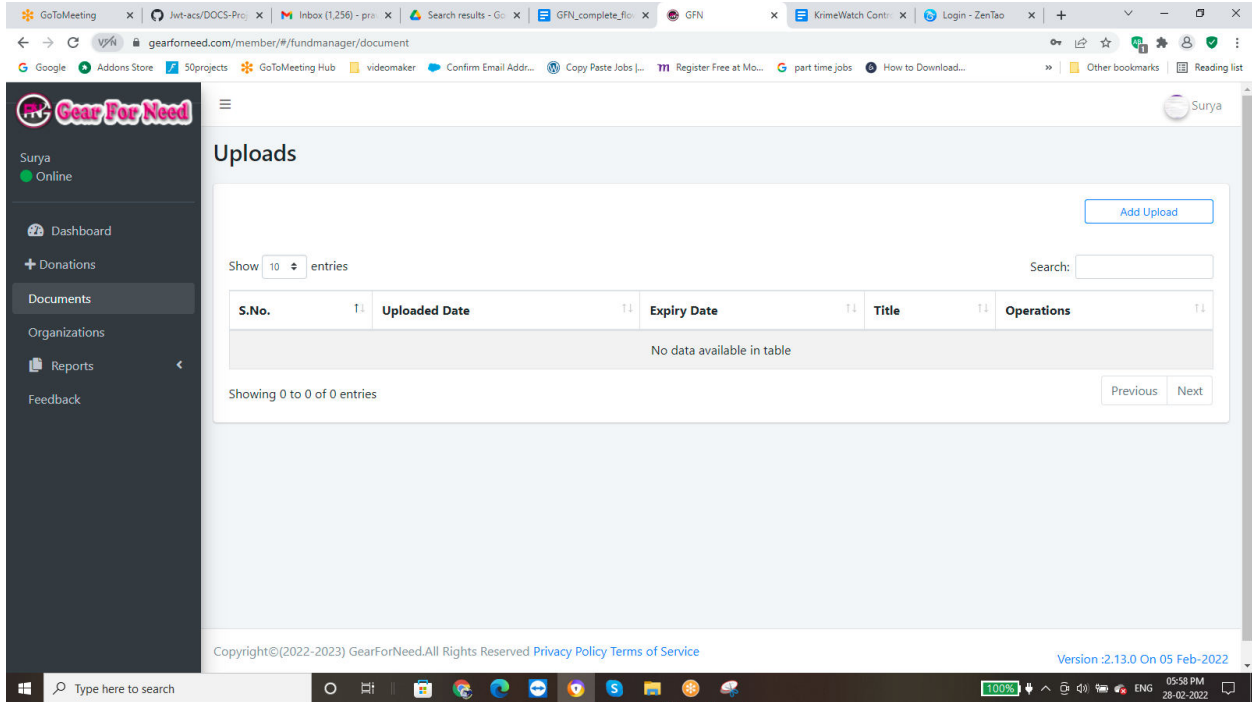 GoToMeeting
Jwt-acs/DOCS-Proj
Inbox (1,256) - pra
Search results - Go
GFN_complete_flo
GFN
KrimeWatch Contr
Login - ZenTao
VPN
gearforneed.com/member/#/fundmanager/document
Google
Addons Store
50projects
GoToMeeting Hub
videomaker
Confirm Email Addr...
Copy Paste Jobs |...
Register Free at Mo...
part time jobs
How to Download...
Other bookmarks
Reading list
Gear For Need
Surya
Surya
Online
Uploads
Dashboard
Donations
Documents
Organizations
Reports
Feedback
Add Upload
Show 10 entries
Search:
S.No. Uploaded Date Expiry Date Title Operations
No data available in table
Showing 0 to 0 of 0 entries
Previous Next
Copyright©(2022-2023) GearForNeed.All Rights Reserved Privacy Policy Terms of Service
Version :2.13.0 On 05 Feb-2022
Type here to search
100%
ENG
05:58 PM
28-02-2022